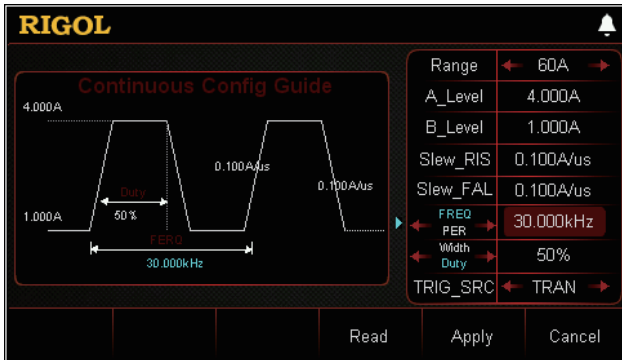 RIGOL
Continuous Config Guide
4.000A
0.100A/us
0.100A/us
Duty
50%
1.000A
FERQ
30.000kHz
Range 60A
A_Level 4.000A
B_Level 1.000A
Slew_RIS 0.100A/us
Slew_FAL 0.100A/us
FREQ
PER
30.000kHz
Width
Duty
50%
TRIG_SRC TRAN
Read Apply Cancel